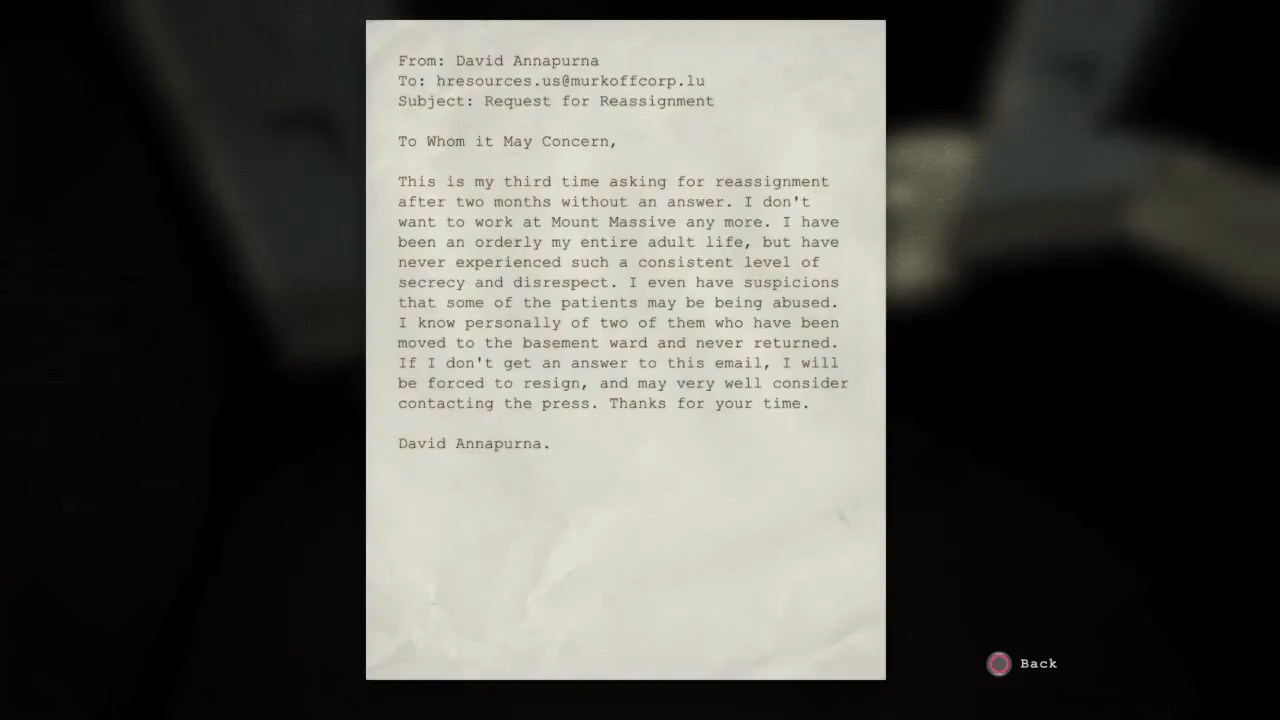 From: David Annapurna
To: hresources.us@murkoffcorp.lu
Subject: Request for Reassignment
To Whom it May Concern,
This is my third time asking for reassignment
after two months without an answer. I don't
want to work at Mount Massive any more. I have
been an orderly my entire adult life, but have
never experienced such a consistent level of
secrecy and disrespect. I even have suspicions
that some of the patients may be being abused.
I know personally of two of them who have been
moved to the basement ward and never returned.
If I don't get an answer to this email, I will
be forced to resign, and may very well consider
contacting the press. Thanks for your time.
David Annapurna.
Back